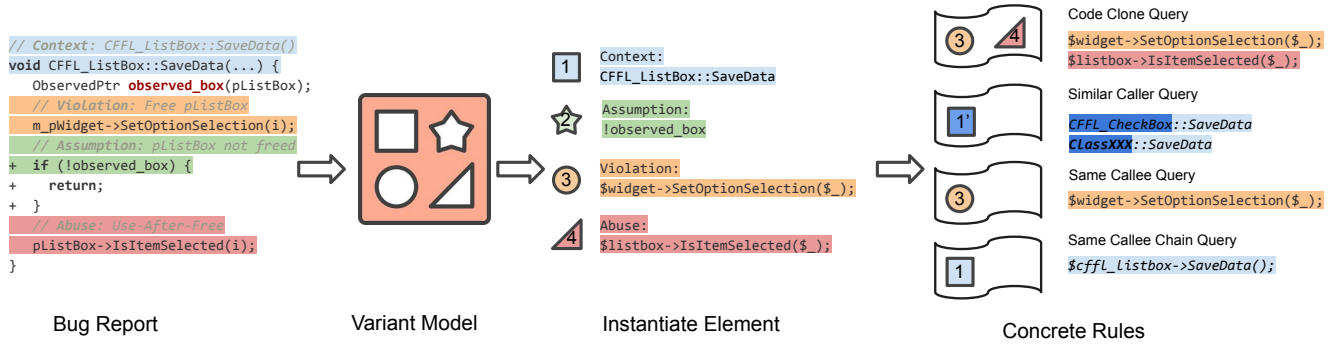 // Context: CFFL_ListBox::SaveData()
void CFFL_ListBox::SaveData(...) {
ObservedPtr observed_box(pListBox);
// Violation: Free pListBox
m_pWidget->SetOptionSelection(i);
// Assumption: pListBox not freed
+ if (!observed_box) {
+ return;
+ }
// Abuse: Use-After-Free
pListBox->IsItemSelected(i);
}
Bug Report
Variant Model
1
Context:
CFFL_ListBox::SaveData
2
Assumption:
!observed_box
3
Violation:
$widget->SetOptionSelection($_);
4
Abuse:
$listbox->IsItemSelected($_);
Instantiate Element
3 4
Code Clone Query
$widget->SetOptionSelection($_);
$listbox->IsItemSelected($_);
1'
Similar Caller Query
CFFL_CheckBox::SaveData
ClassXXX::SaveData
3
Same Callee Query
$widget->SetOptionSelection($_);
1
Same Callee Chain Query
$cffl_listbox->SaveData();
Concrete Rules